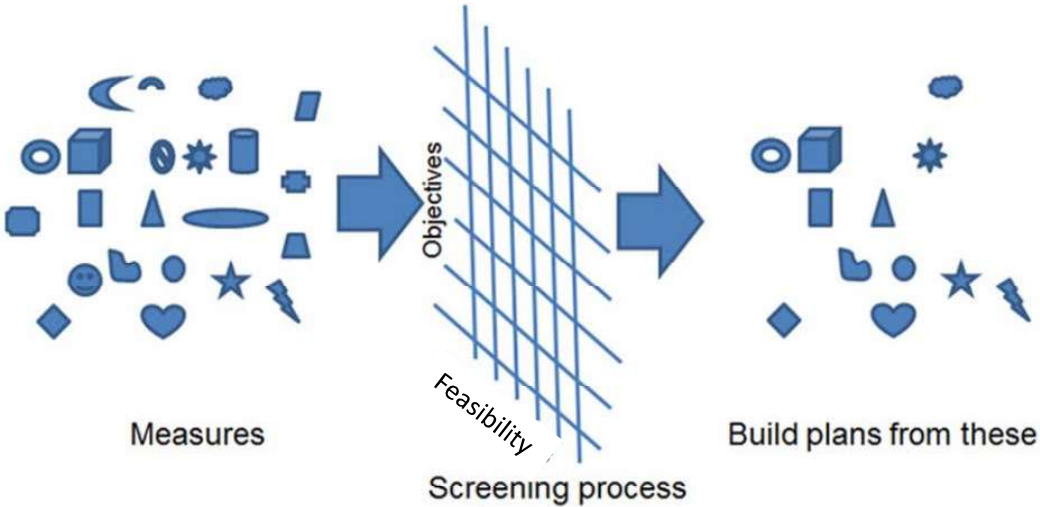 Objectives
Feasibility
Measures
Build plans from these
Screening process